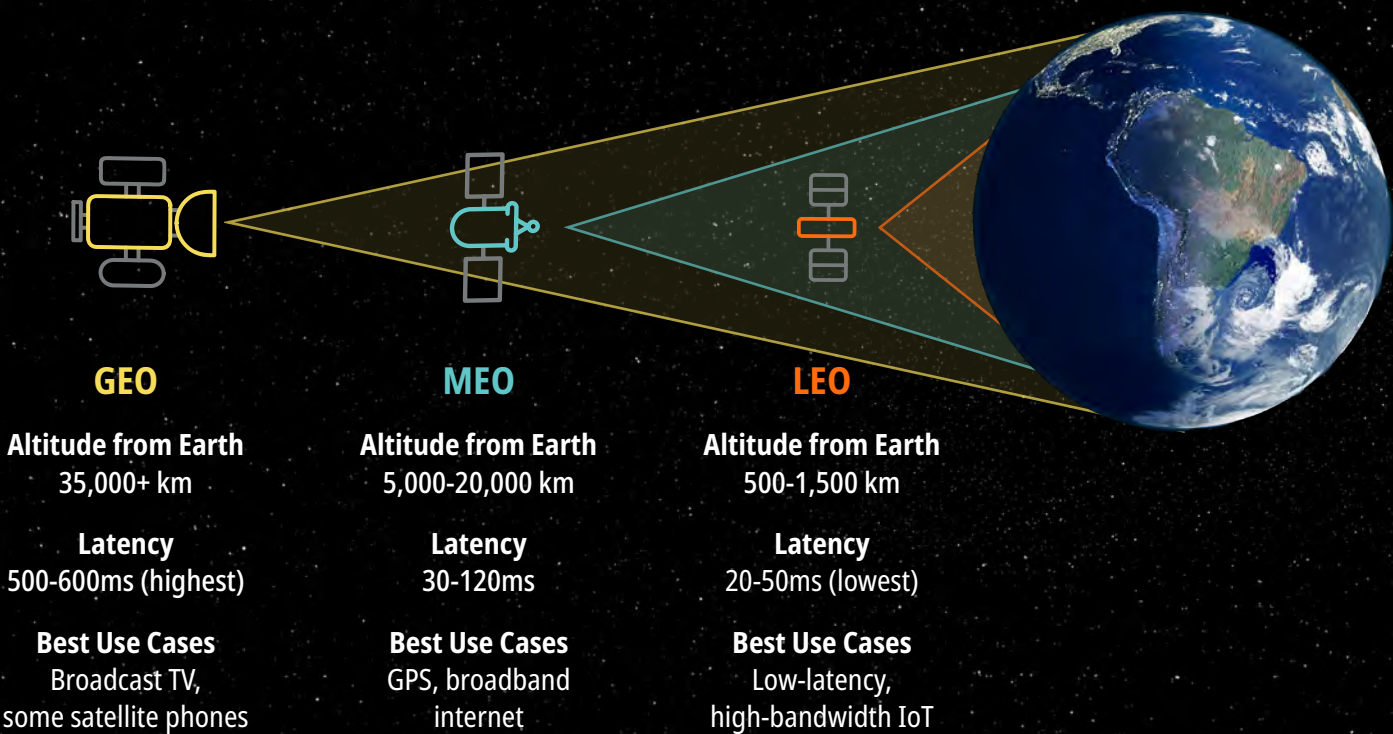 GEO
Altitude from Earth
35,000+ km
Latency
500-600ms (highest)
Best Use Cases
Broadcast TV,
some satellite phones
MEO
Altitude from Earth
5,000-20,000 km
Latency
30-120ms
Best Use Cases
GPS, broadband
internet
LEO
Altitude from Earth
500-1,500 km
Latency
20-50ms (lowest)
Best Use Cases
Low-latency,
high-bandwidth IoT